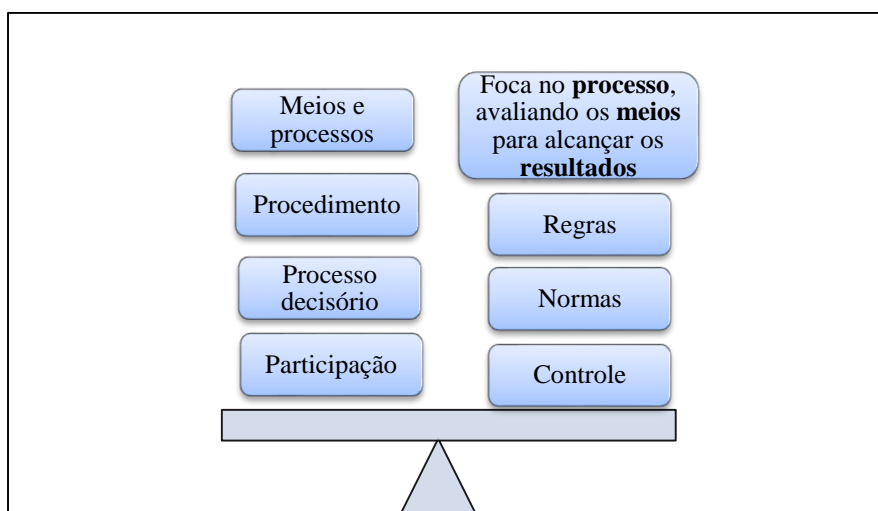 Meios e
processos
Procedimento
Processo
decisório
Participação
Foca no processo,
avaliando os meios
para alcançar os
resultados
Regras
Normas
Controle